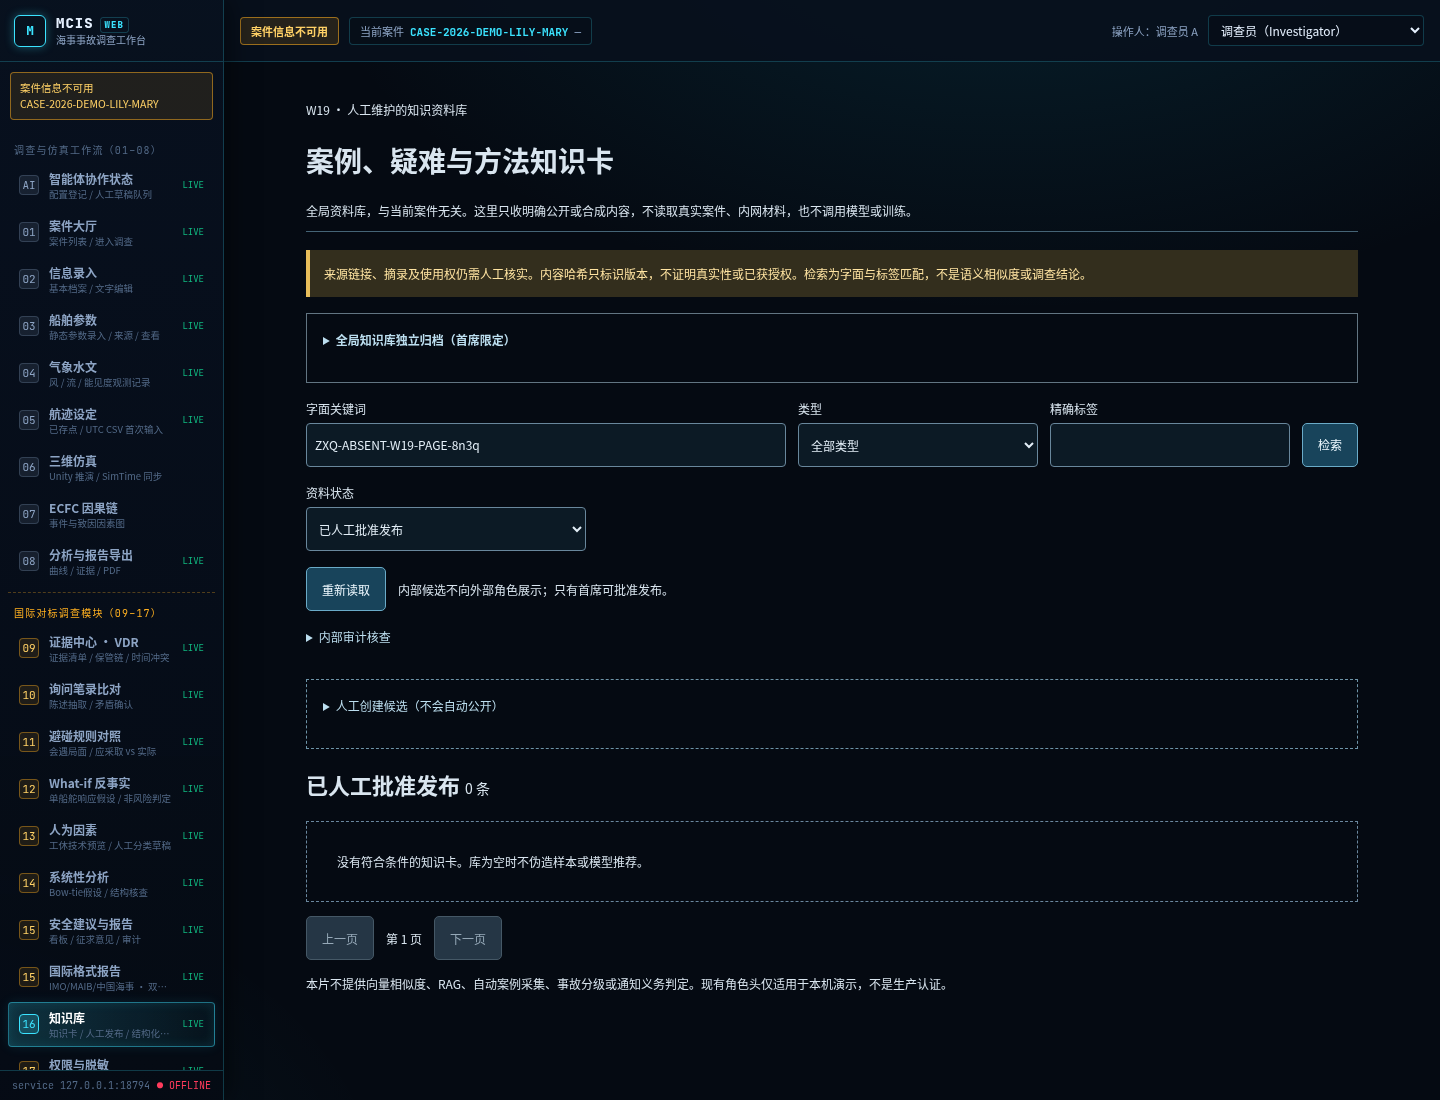 M
MCIS WEB
海事事故调查工作台
案件信息不可用
CASE-2026-DEMO-LILY-MARY
调查与仿真工作流（01-08）
AI 智能体协作状态 LIVE
配置登记 / 人工草稿队列
01 案件大厅 LIVE
案件列表 / 进入调查
02 信息录入 LIVE
基本档案 / 文字编辑
03 船舶参数 LIVE
静态参数录入 / 来源 / 查看
04 气象水文 LIVE
风 / 流 / 能见度观测记录
05 航迹设定 LIVE
已存点 / UTC CSV 首次输入
06 三维仿真
Unity 推演 / SimTime 同步
07 ECFC 因果链
事件与致因因素图
08 分析与报告导出 LIVE
曲线 / 证据 / PDF
国际对标调查模块（09-17）
09 证据中心 · VDR LIVE
证据清单 / 保管链 / 时间冲突
10 询问笔录比对 LIVE
陈述抽取 / 矛盾确认
11 避碰规则对照 LIVE
会遇局面 / 应采取 vs 实际
12 What-if 反事实 LIVE
单船舵响应假设 / 非风险判定
13 人为因素 LIVE
工休技术预览 / 人工分类草稿
14 系统性分析 LIVE
Bow-tie假设 / 结构核查
15 安全建议与报告 LIVE
看板 / 征求意见 / 审计
15 国际格式报告 LIVE
IMO/MAIB/中国海事 · 双…
16 知识库 LIVE
知识卡 / 人工发布 / 结构化…
17 权限与脱敏 LIVE
service 127.0.0.1:18794 ● OFFLINE
案件信息不可用
当前案件 CASE-2026-DEMO-LILY-MARY —
操作人：调查员 A
调查员（Investigator）
W19 · 人工维护的知识资料库
案例、疑难与方法知识卡
全局资料库，与当前案件无关。这里只收明确公开或合成内容，不读取真实案件、内网材料，也不调用模型或训练。
来源链接、摘录及使用权仍需人工核实。内容哈希只标识版本，不证明真实性或已获授权。检索为字面与标签匹配，不是语义相似度或调查结论。
▶ 全局知识库独立归档（首席限定）
字面关键词
ZXQ-ABSENT-W19-PAGE-8n3q
类型
全部类型
精确标签
检索
资料状态
已人工批准发布
重新读取 内部候选不向外部角色展示；只有首席可批准发布。
▶ 内部审计核查
▶ 人工创建候选（不会自动公开）
已人工批准发布 0 条
没有符合条件的知识卡。库为空时不伪造样本或模型推荐。
上一页 第 1 页 下一页
本片不提供向量相似度、RAG、自动案例采集、事故分级或通知义务判定。现有角色头仅适用于本机演示，不是生产认证。